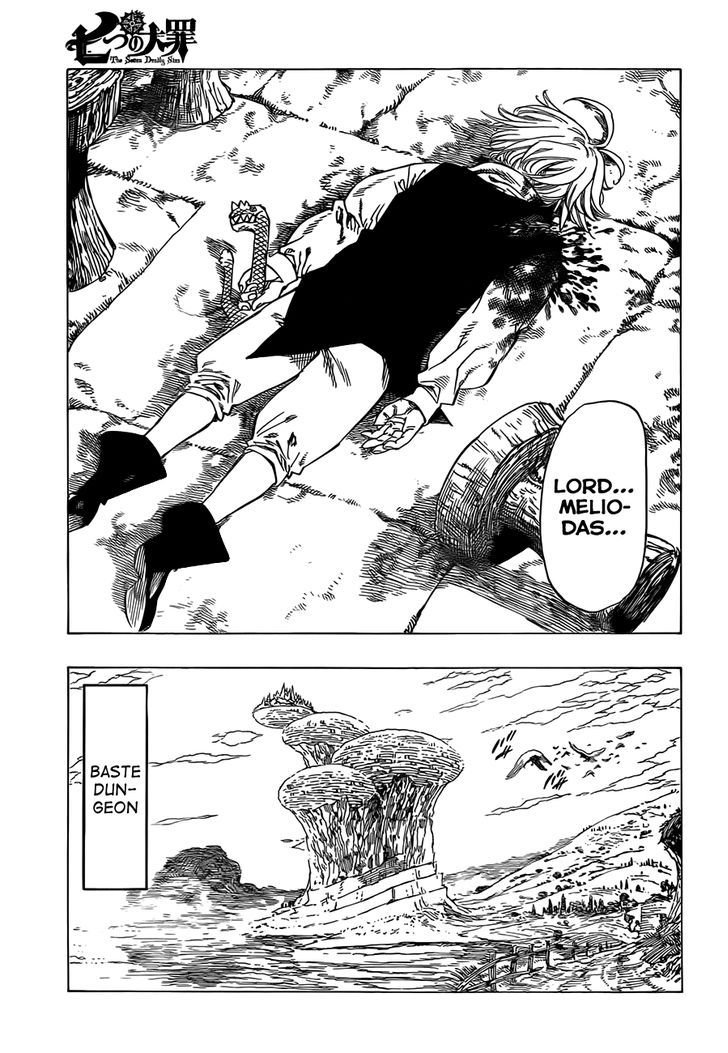 七つの大罪
The Seven Deadly Sins
LORD...
MELIO-
DAS...
BASTE
DUN-
GEON